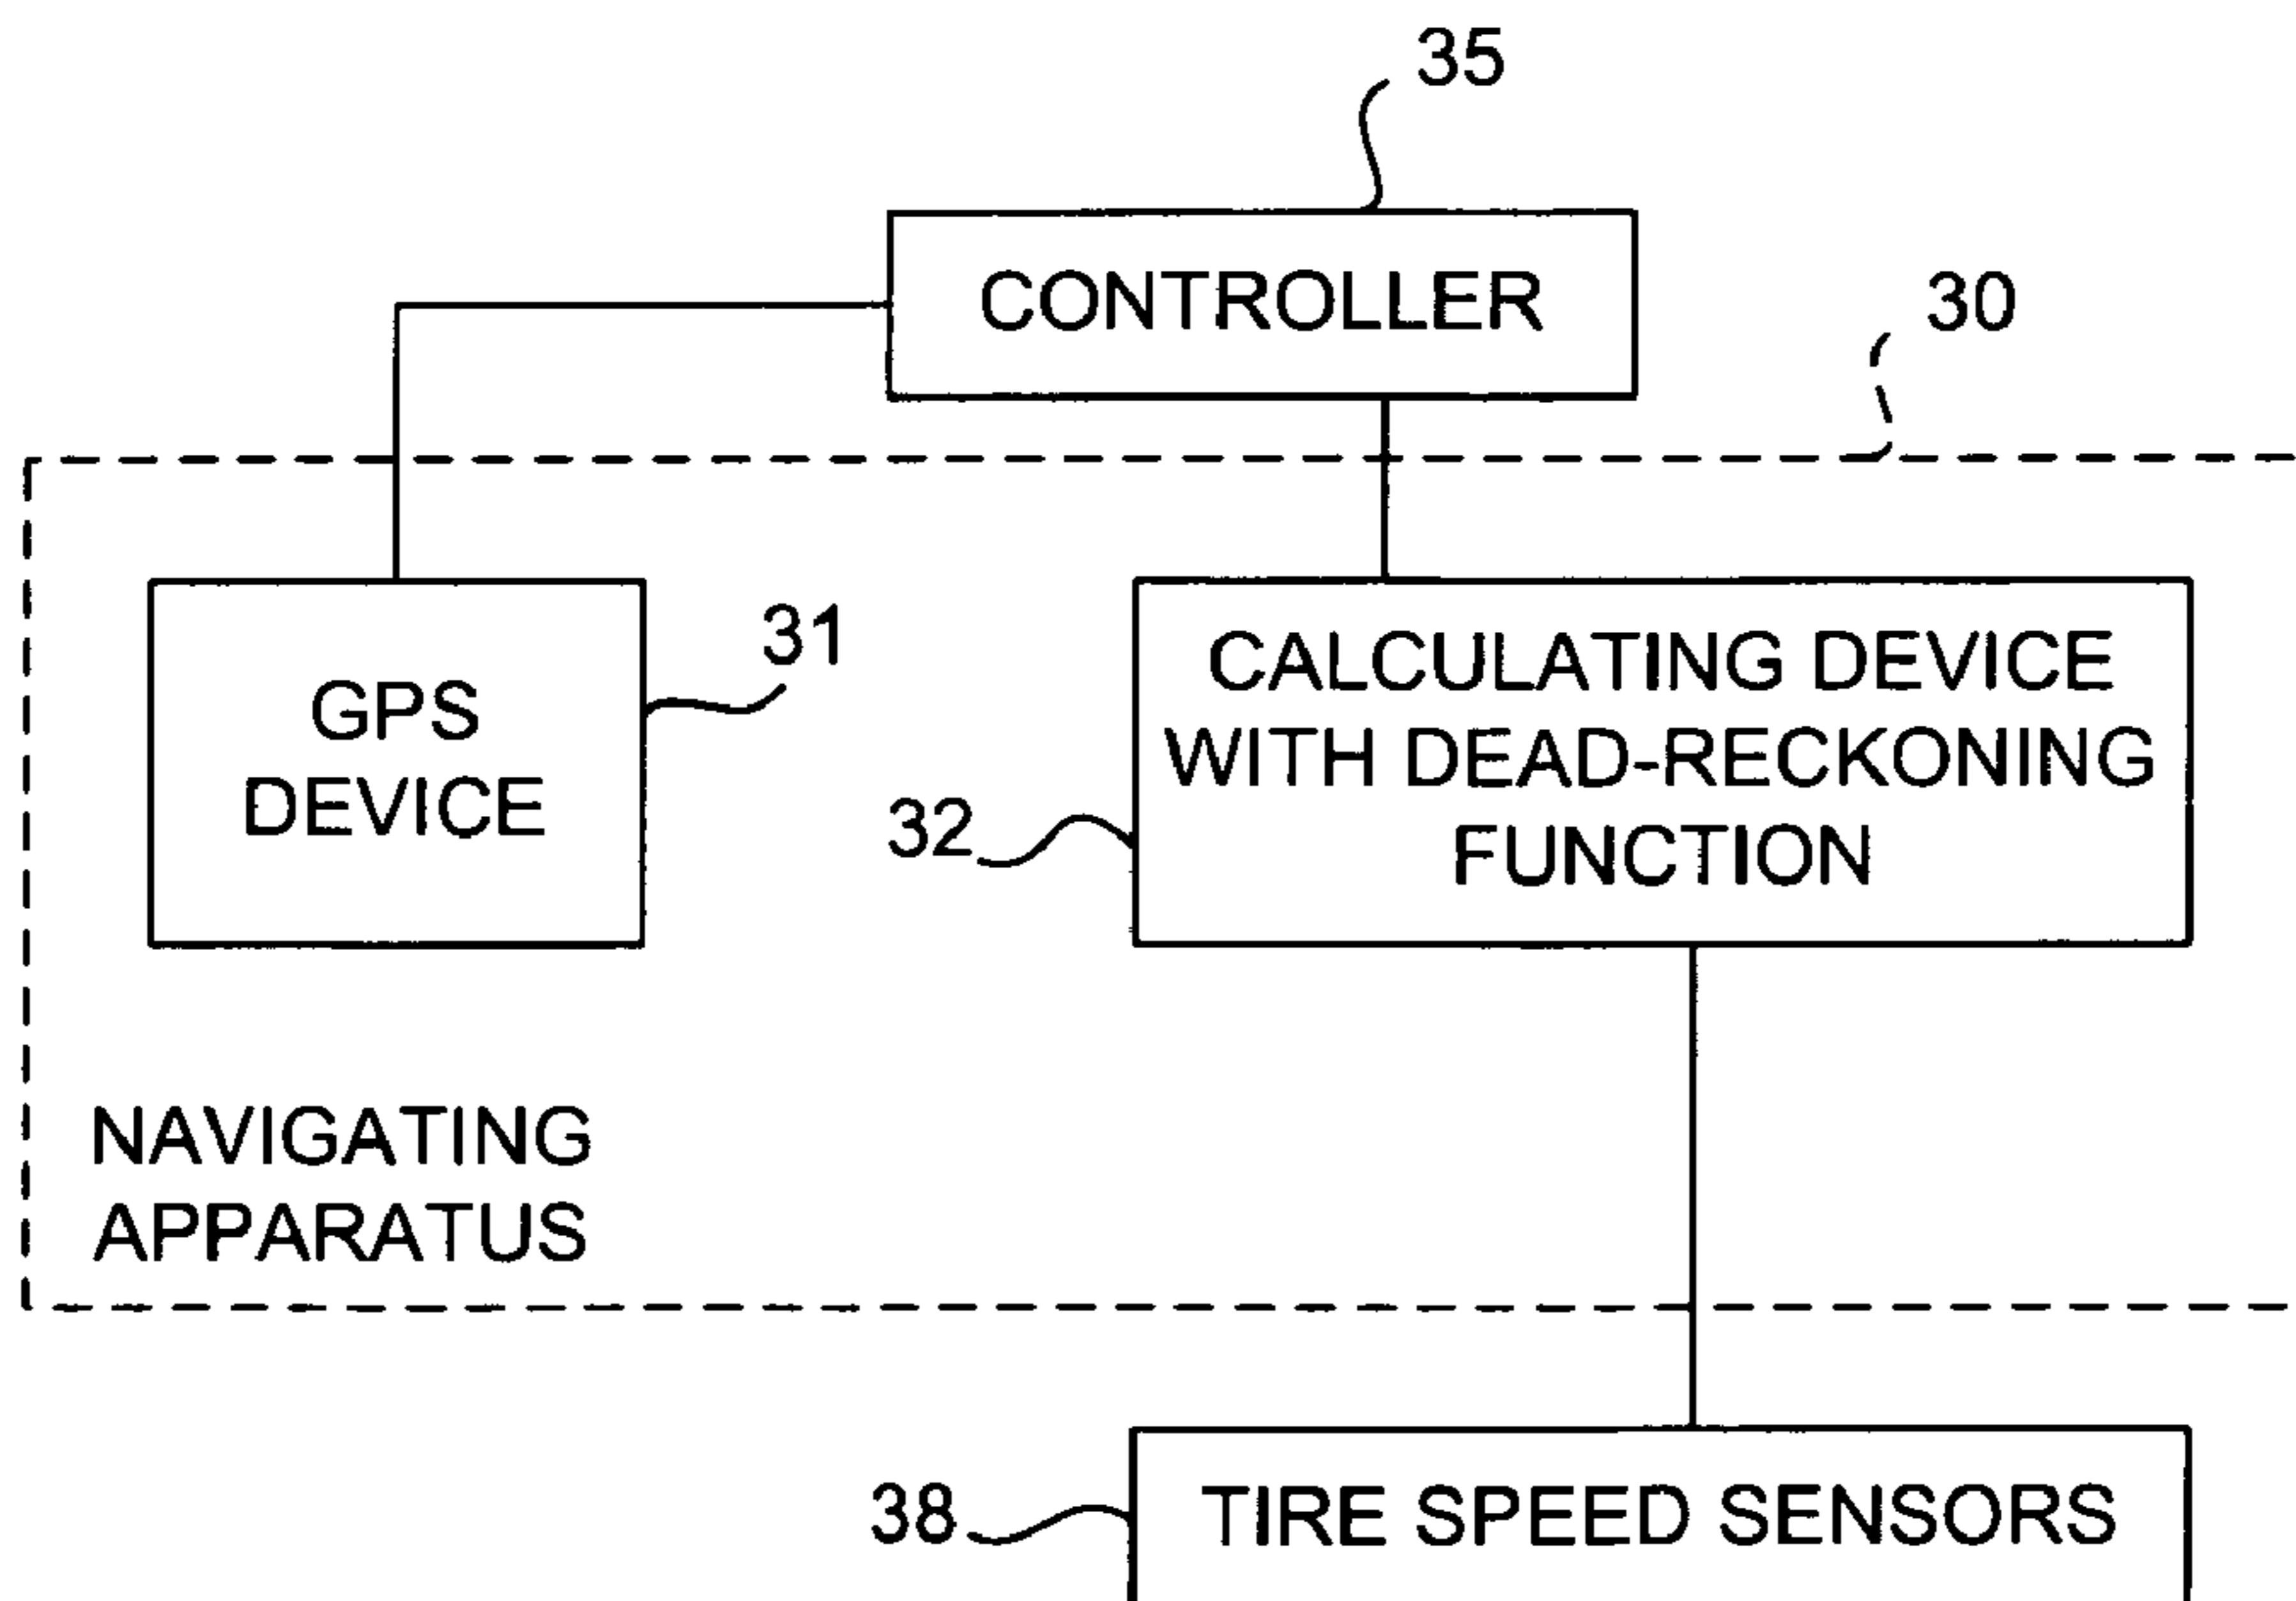 35
CONTROLLER
30
31
GPS
DEVICE
CALCULATING DEVICE
WITH DEAD-RECKONING
FUNCTION
32
NAVIGATING
APPARATUS
38
TIRE SPEED SENSORS